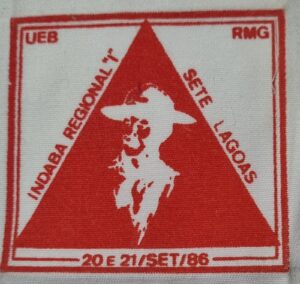 UEB
RMG
INDABA REGIONAL "I"
SETE LAGOAS
20 E 21/SET/86